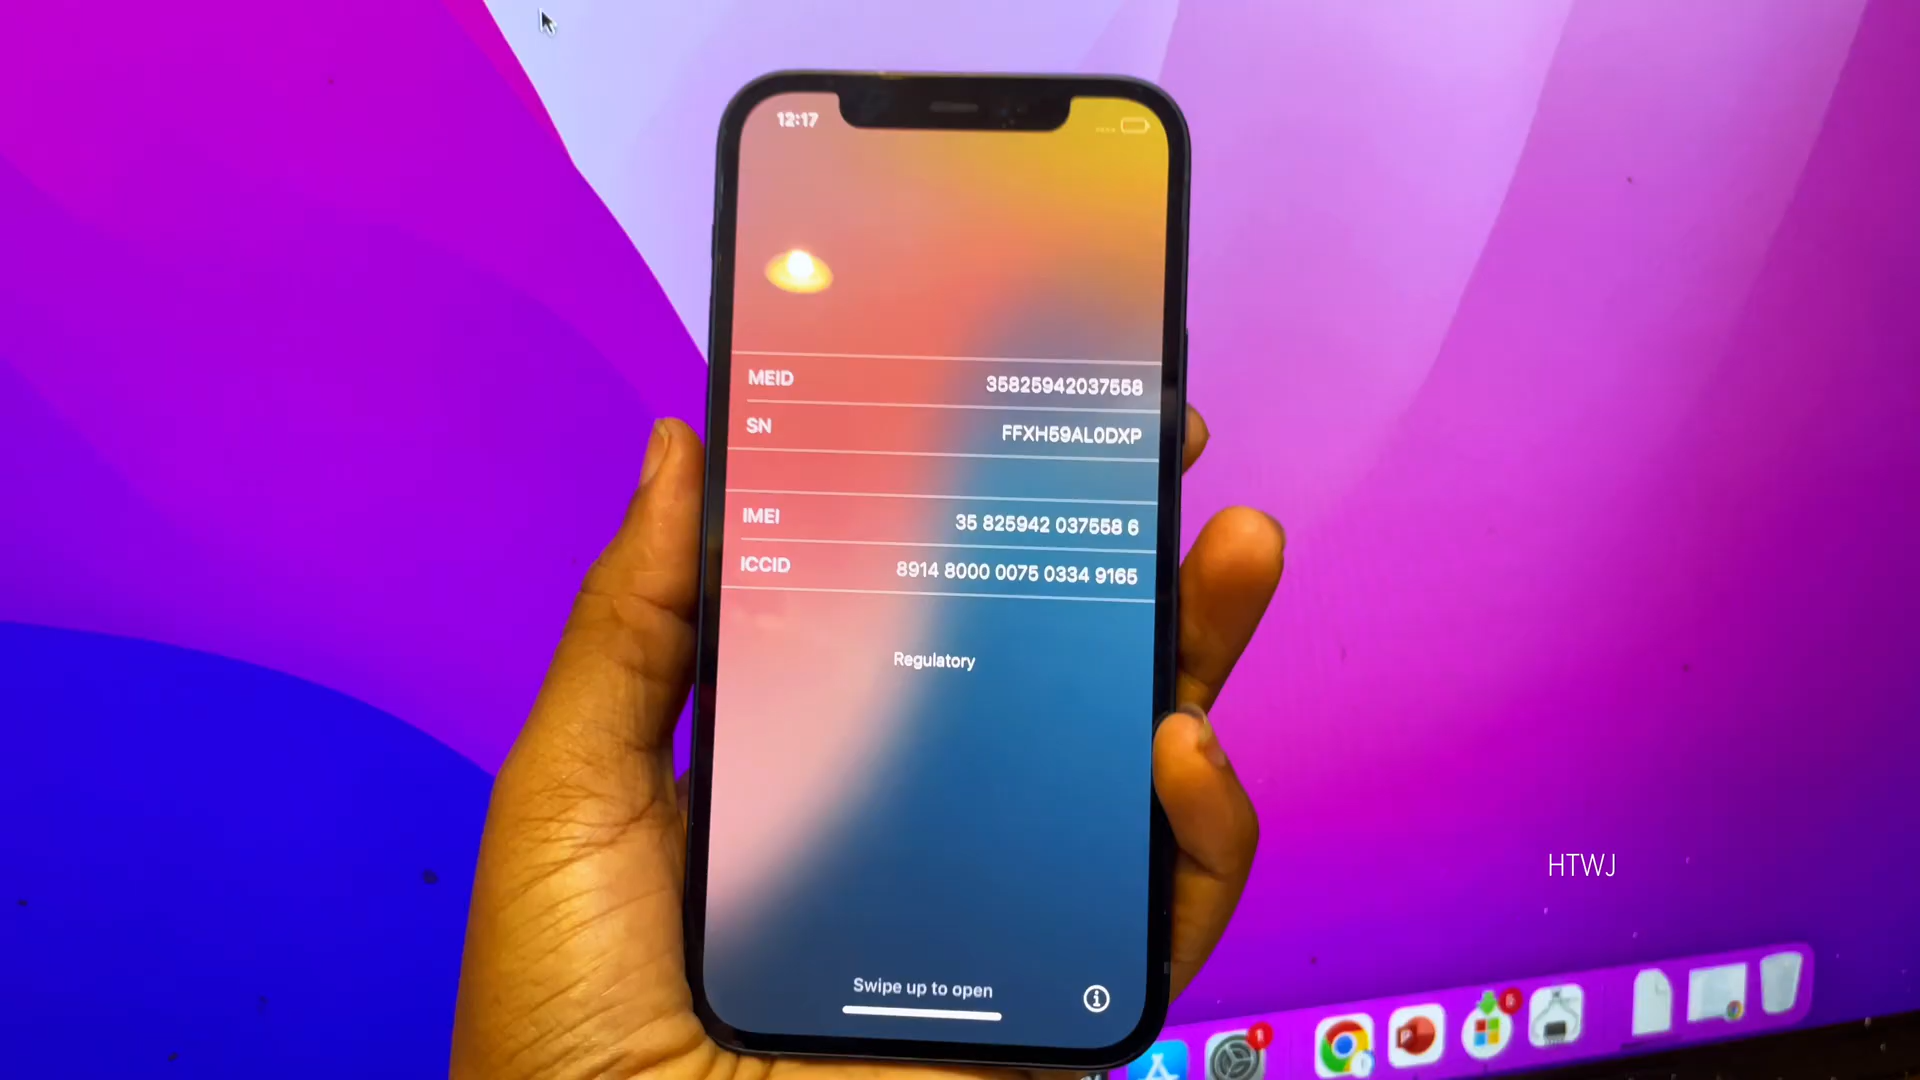 12:17
MEID 35825942037558
SN FFXH59AL0DXP
IMEI 35 825942 037558 6
ICCID 8914 8000 0075 0334 9165
Regulatory
Swipe up to open
HTWJ